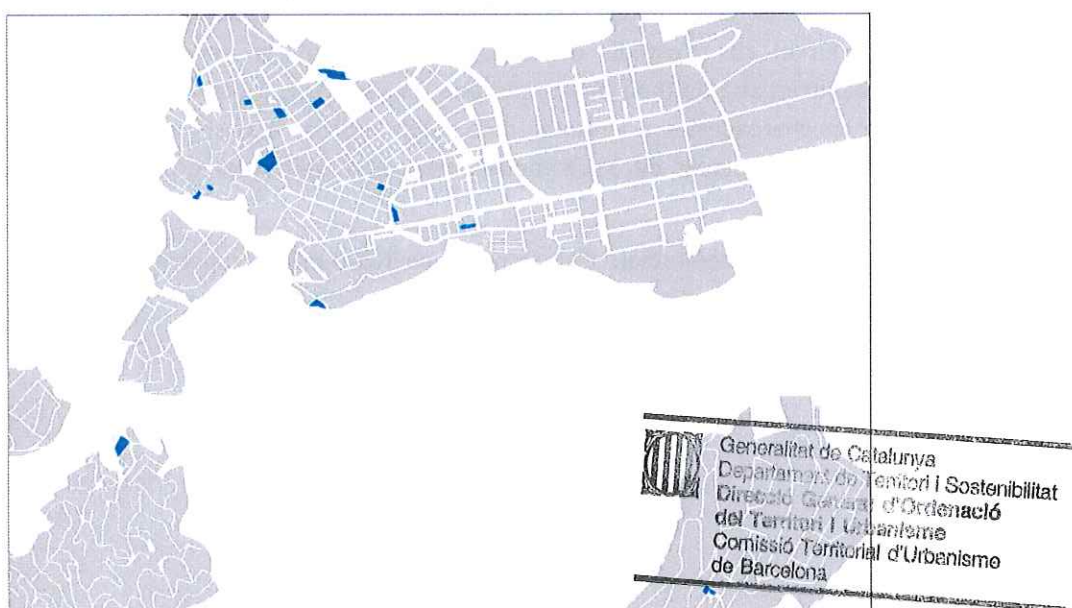 Generalitat de Catalunya
Departament de Territori i Sostenibilitat
Direcció General d'Ordenació
del Territori i Urbanisme
Comissió Territorial d'Urbanisme
de Barcelona